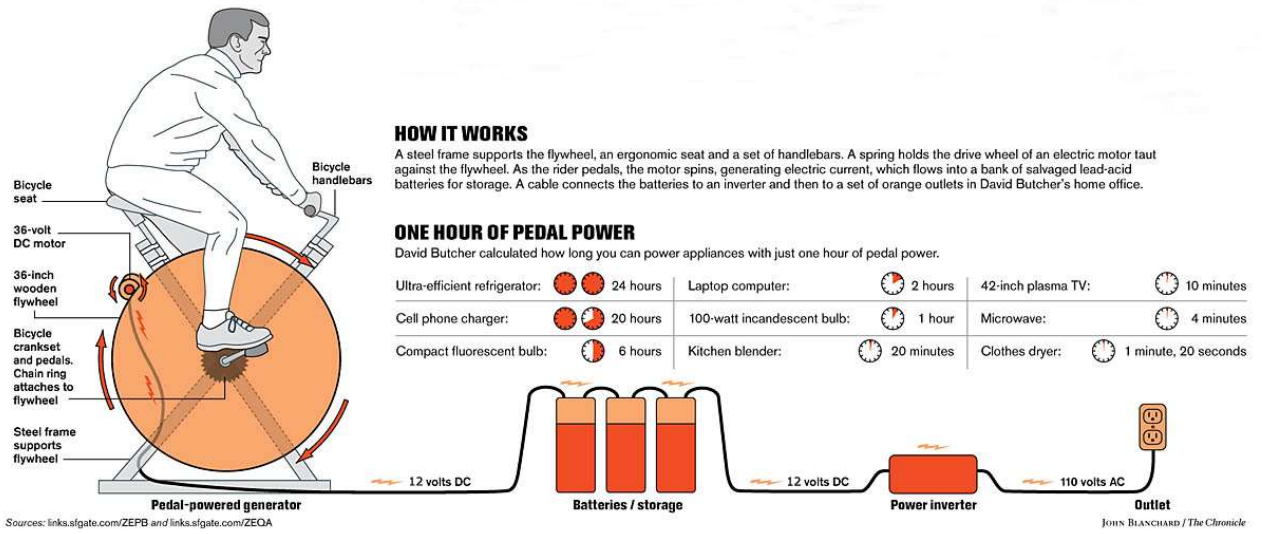 Bicycle
seat
36-volt
DC motor
36-inch
wooden
flywheel
Bicycle
crankset
and pedals.
Chain ring
attaches to
flywheel
Steel frame
supports
flywheel
Bicycle
handlebars
Pedal-powered generator
HOW IT WORKS
A steel frame supports the flywheel, an ergonomic seat and a set of handlebars. A spring holds the drive wheel of an electric motor taut
against the flywheel. As the rider pedals, the motor spins, generating electric current, which flows into a bank of salvaged lead-acid
batteries for storage. A cable connects the batteries to an inverter and then to a set of orange outlets in David Butcher's home office.
ONE HOUR OF PEDAL POWER
David Butcher calculated how long you can power appliances with just one hour of pedal power.
Ultra-efficient refrigerator: 24 hours
Laptop computer: 2 hours
42-inch plasma TV: 10 minutes
Cell phone charger: 20 hours
100-watt incandescent bulb: 1 hour
Microwave: 4 minutes
Compact fluorescent bulb: 6 hours
Kitchen blender: 20 minutes
Clothes dryer: 1 minute, 20 seconds
12 volts DC
Batteries / storage
12 volts DC
Power inverter
110 volts AC
Outlet
Sources: links.sfgate.com/ZEPB and links.sfgate.com/ZEQA
JOHN BLANCHARD / The Chronicle